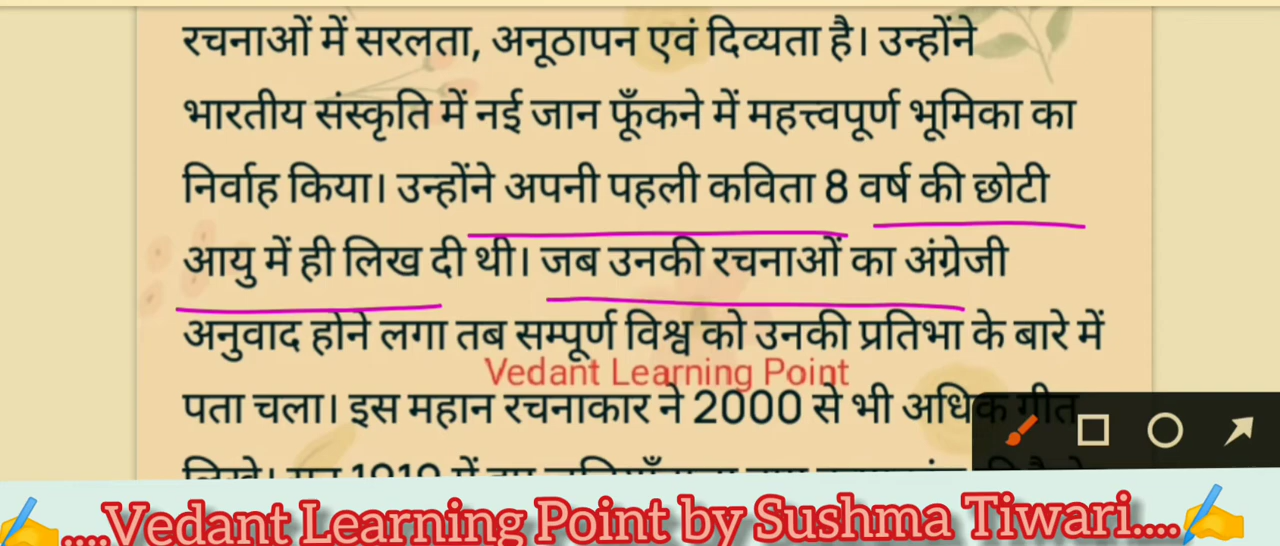 रचनाओं में सरलता, अनूठापन एवं दिव्यता है। उन्होंने
भारतीय संस्कृति में नई जान फूँकने में महत्त्वपूर्ण भूमिका का
निर्वाह किया। उन्होंने अपनी पहली कविता 8 वर्ष की छोटी
आयु में ही लिख दी थी। जब उनकी रचनाओं का अंग्रेजी
अनुवाद होने लगा तब सम्पूर्ण विश्व को उनकी प्रतिभा के बारे में
Vedant Learning Point
पता चला। इस महान रचनाकार ने 2000 से भी अधिक गीत
लिखे। सन् 1919 में हुए
....Vedant Learning Point by Sushma Tiwari....